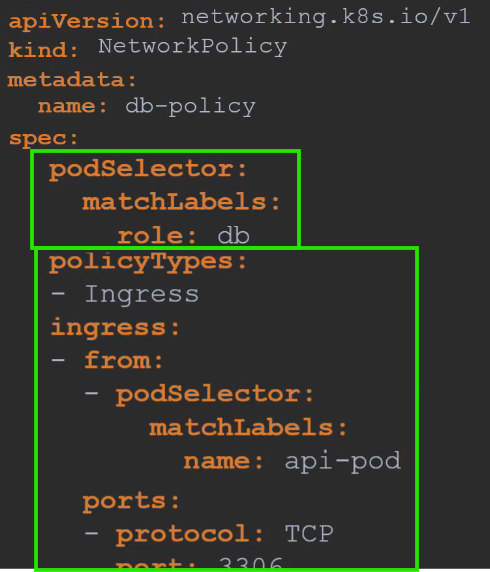 apiVersion: networking.k8s.io/v1
kind: NetworkPolicy
metadata:
  name: db-policy
spec:
  podSelector:
    matchLabels:
      role: db
  policyTypes:
  - Ingress
  ingress:
  - from:
    - podSelector:
        matchLabels:
          name: api-pod
    ports:
    - protocol: TCP
      port: 3306